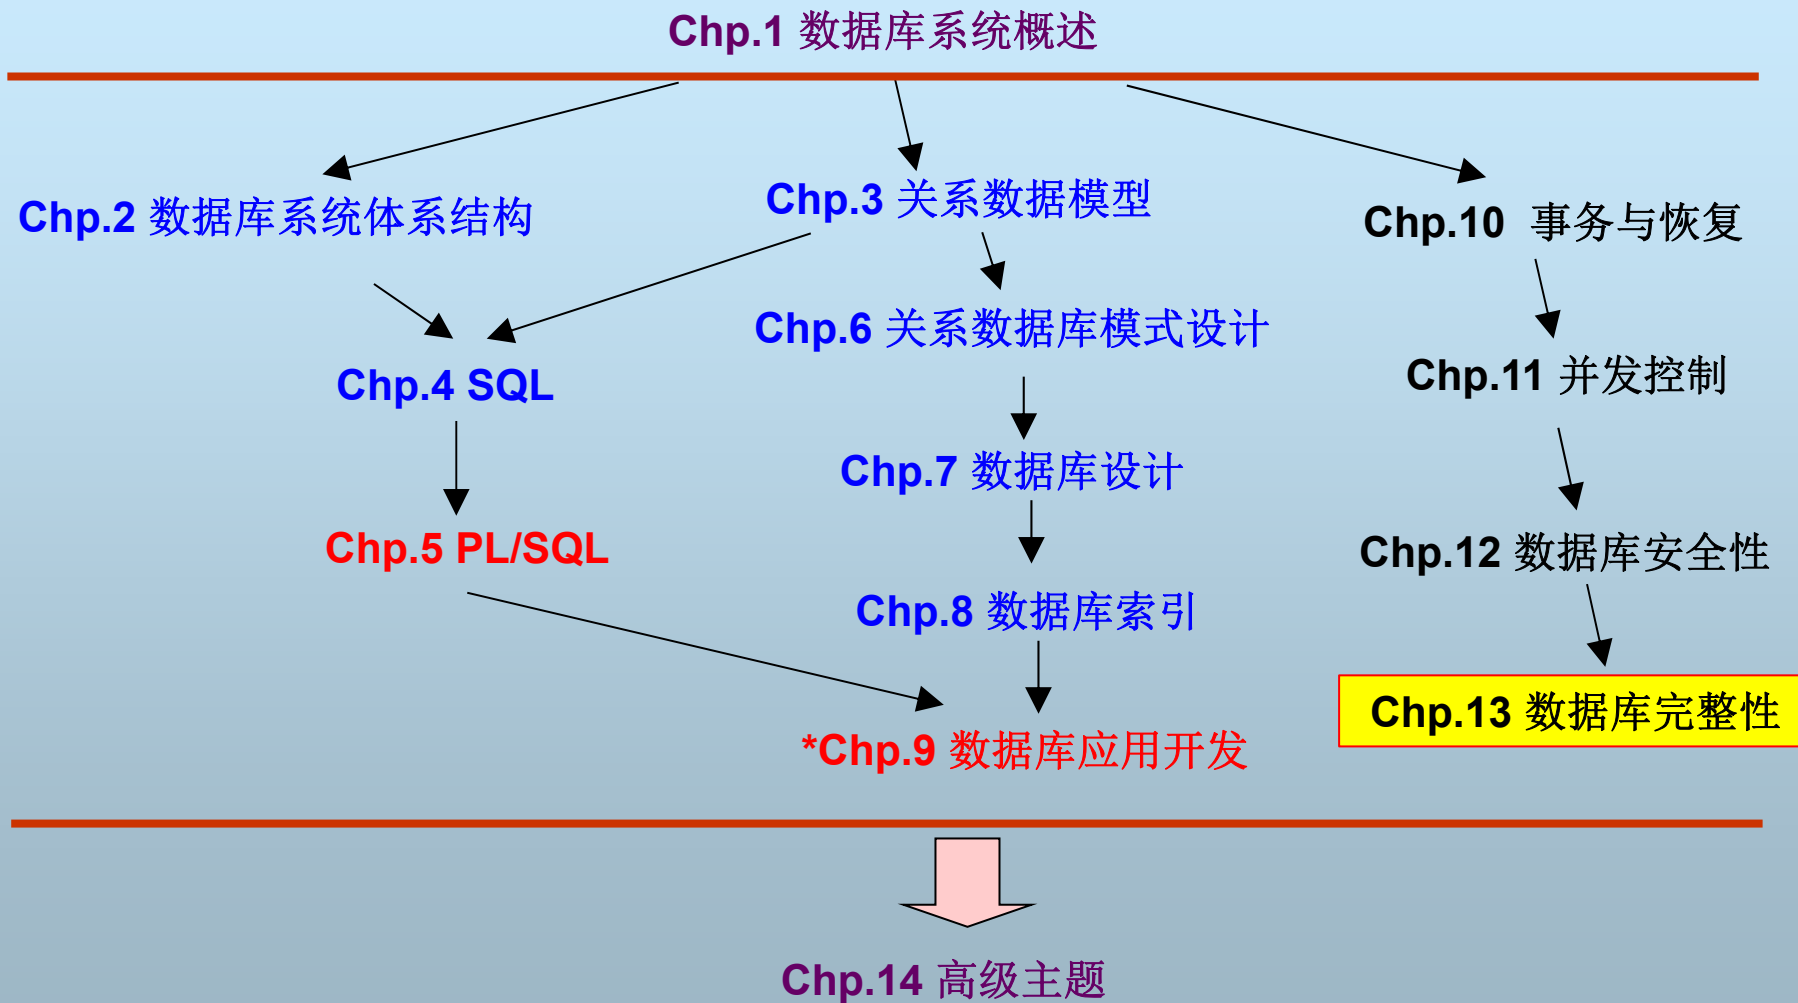 Chp.1 数据库系统概述
Chp.2 数据库系统体系结构
Chp.3 关系数据模型
Chp.10 事务与恢复
Chp.6 关系数据库模式设计
Chp.4 SQL
Chp.11 并发控制
Chp.7 数据库设计
Chp.5 PL/SQL
Chp.12 数据库安全性
Chp.8 数据库索引
Chp.13 数据库完整性
*Chp.9 数据库应用开发
Chp.14 高级主题